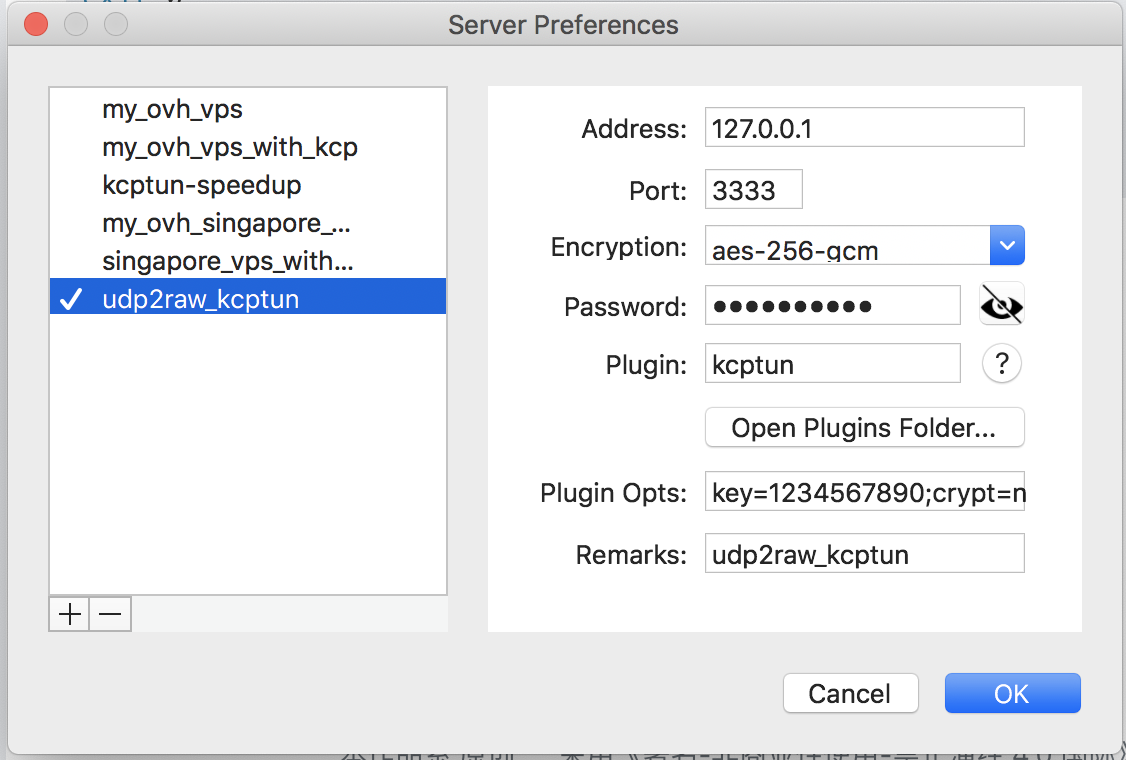 Server Preferences
my_ovh_vps
my_ovh_vps_with_kcp
kcptun-speedup
my_ovh_singapore_...
singapore_vps_with...
udp2raw_kcptun
Address: 127.0.0.1
Port: 3333
Encryption: aes-256-gcm
Password: ●●●●●●●●●●
Plugin: kcptun ?
Open Plugins Folder...
Plugin Opts: key=1234567890;crypt=n
Remarks: udp2raw_kcptun
Cancel OK